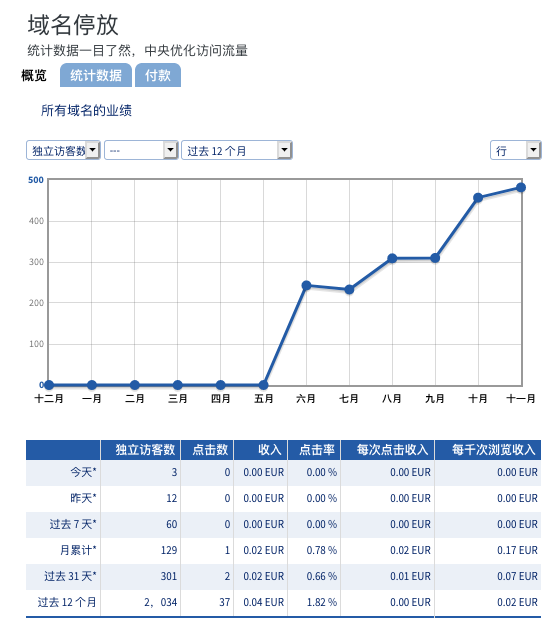 域名停放
统计数据一目了然，中央优化访问流量
概览 统计数据 付款
所有域名的业绩
独立访客数 --- 过去 12 个月 行
500
400
300
200
100
0
十二月 一月 二月 三月 四月 五月 六月 七月 八月 九月 十月 十一月
独立访客数 点击数 收入 点击率 每次点击收入 每千次浏览收入
今天* 3 0 0.00 EUR 0.00 % 0.00 EUR 0.00 EUR
昨天* 12 0 0.00 EUR 0.00 % 0.00 EUR 0.00 EUR
过去 7 天* 60 0 0.00 EUR 0.00 % 0.00 EUR 0.00 EUR
月累计* 129 1 0.02 EUR 0.78 % 0.02 EUR 0.17 EUR
过去 31 天* 301 2 0.02 EUR 0.66 % 0.01 EUR 0.07 EUR
过去 12 个月 2，034 37 0.04 EUR 1.82 % 0.00 EUR 0.02 EUR